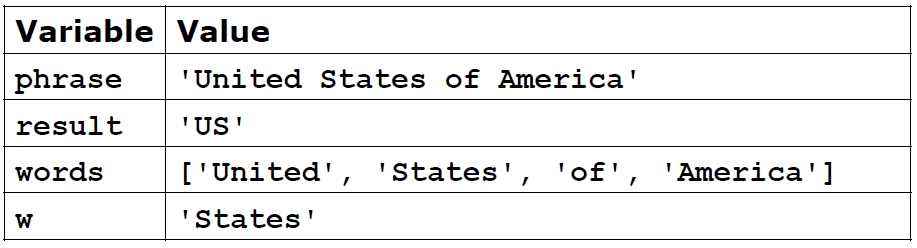 Variable Value
phrase 'United States of America'
result 'US'
words ['United', 'States', 'of', 'America']
w 'States'